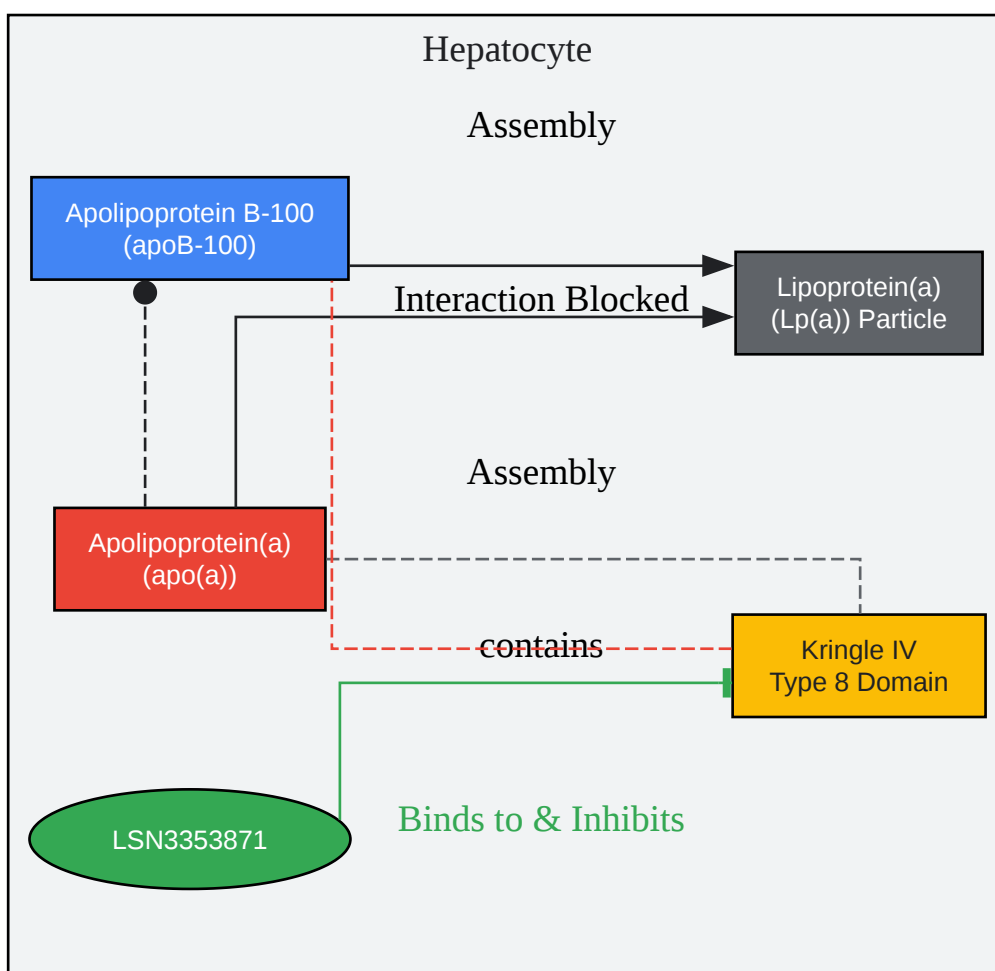 Hepatocyte
Assembly
Apolipoprotein B-100
(apoB-100)
Interaction Blocked
Lipoprotein(a)
(Lp(a)) Particle
Assembly
Apolipoprotein(a)
(apo(a))
contains
Kringle IV
Type 8 Domain
LSN3353871
Binds to & Inhibits